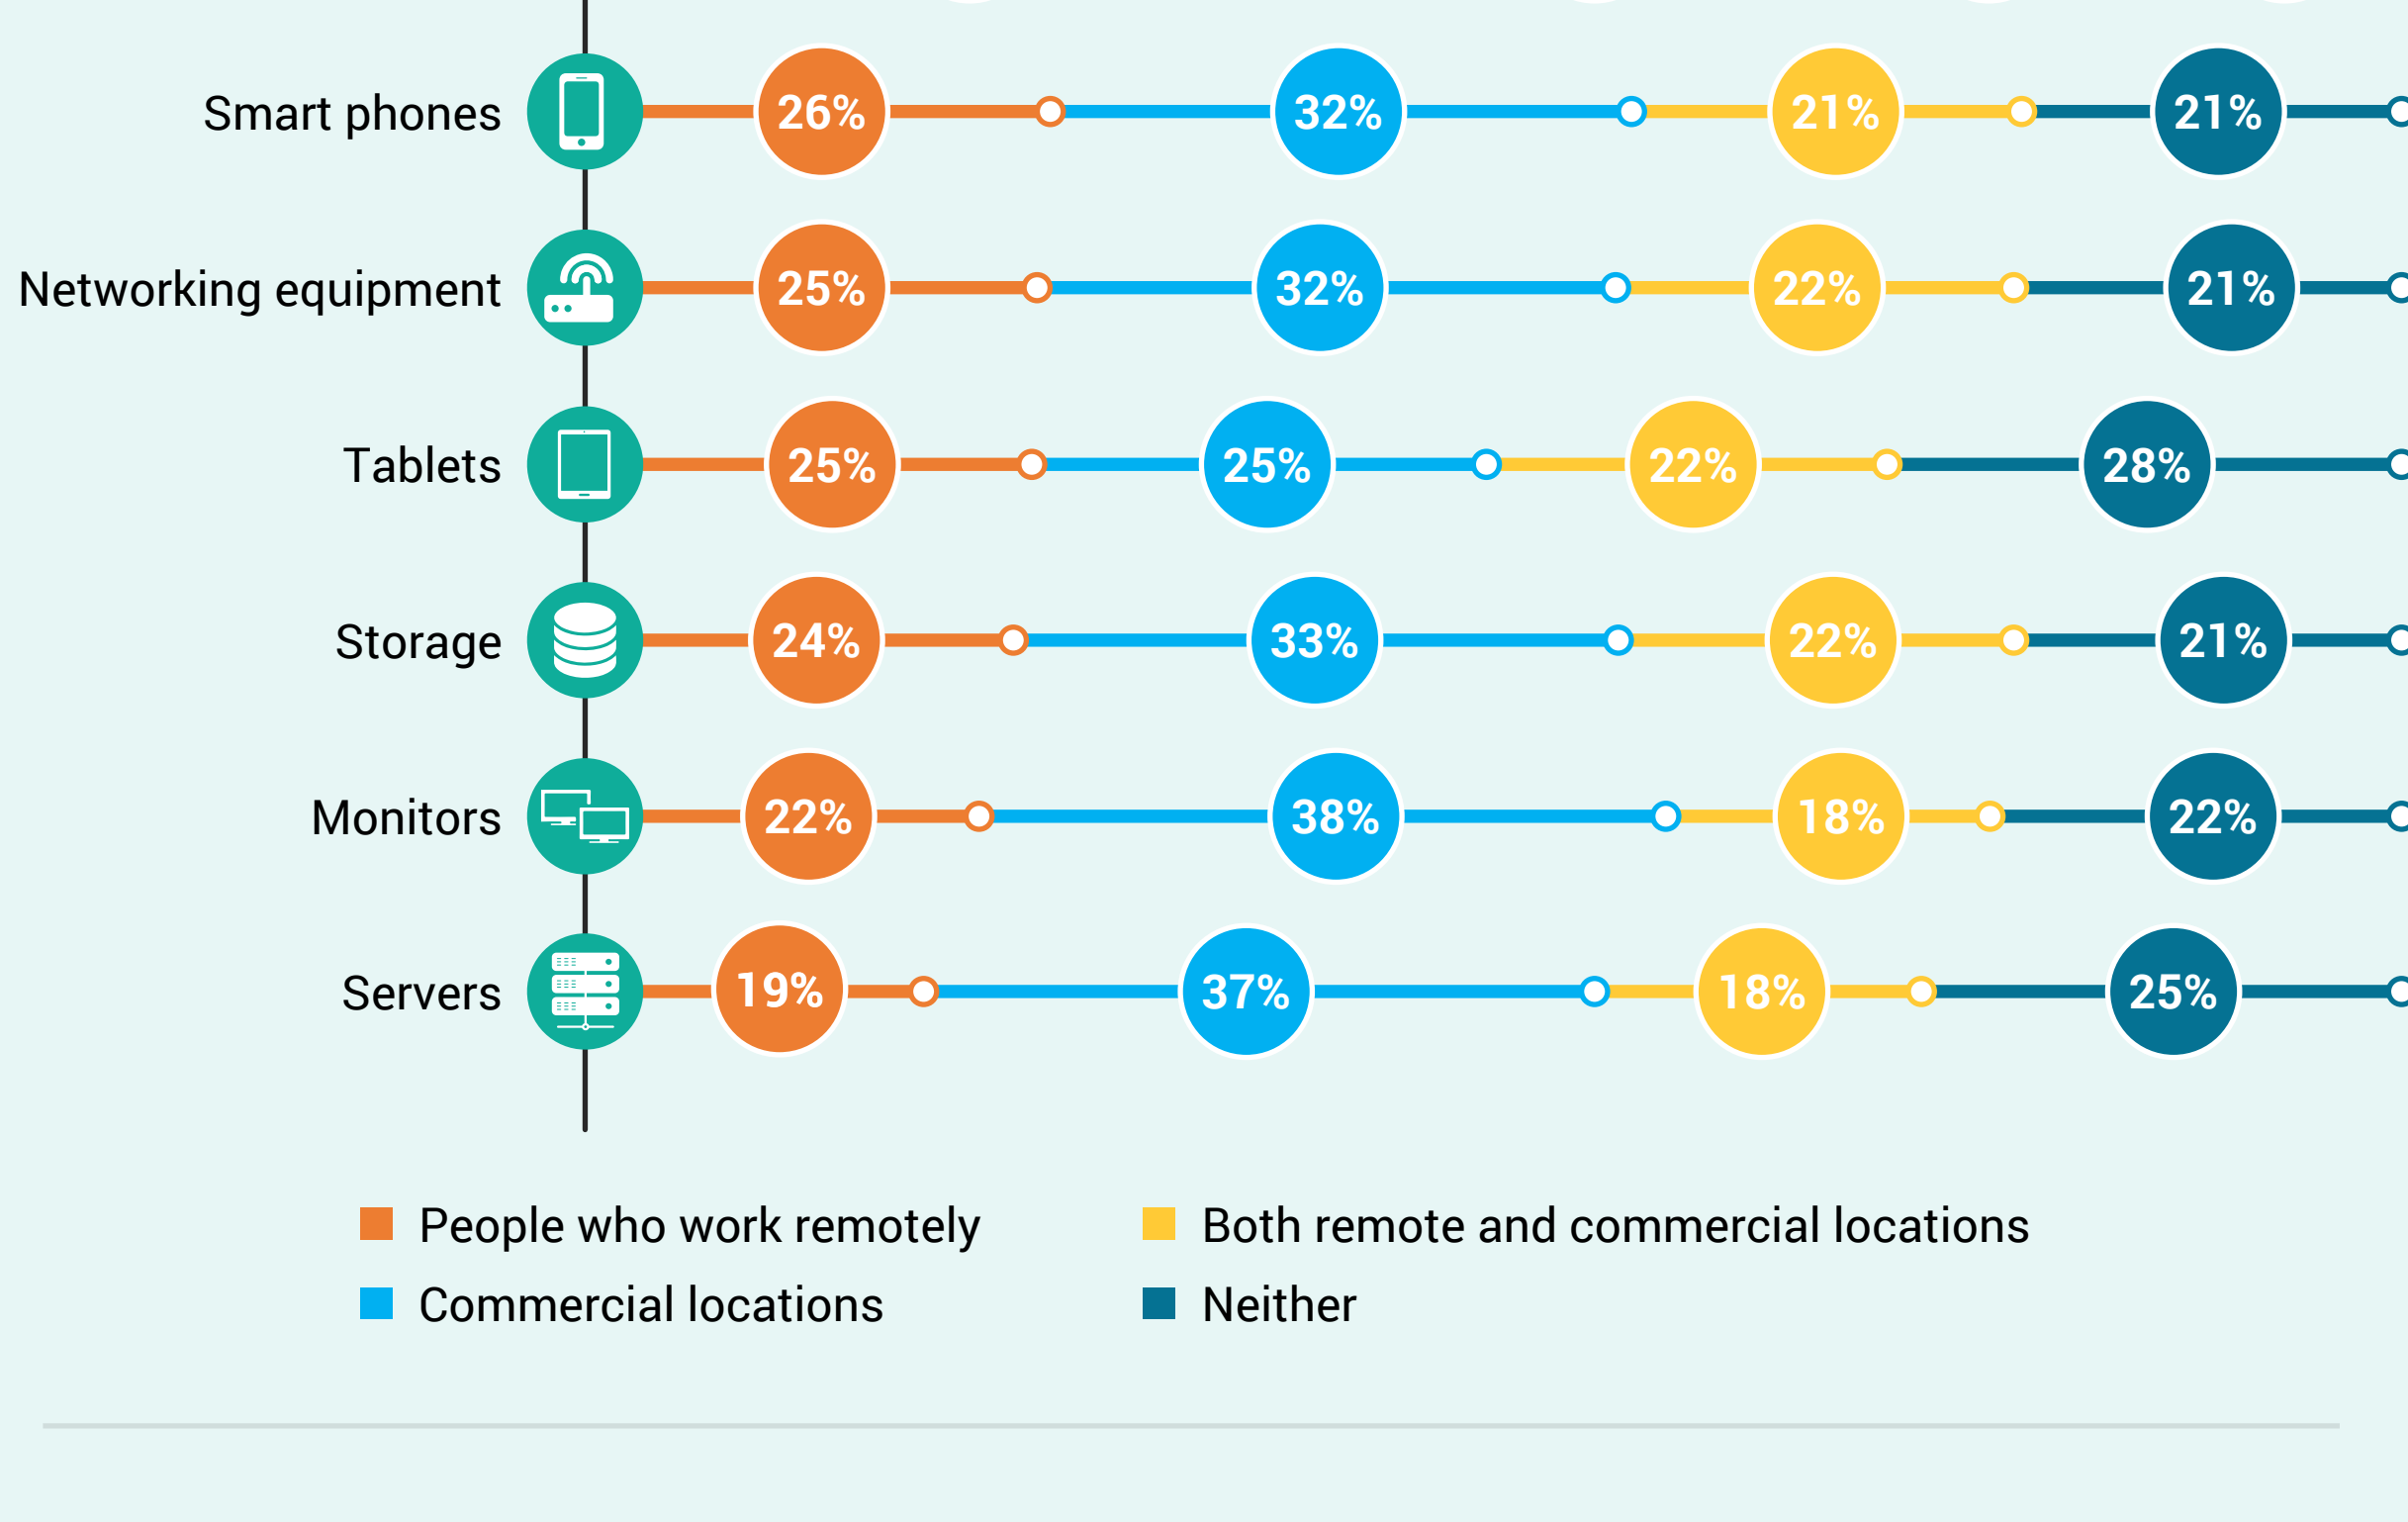 Smart phones 26% 32% 21% 21%
Networking equipment 25% 32% 22% 21%
Tablets 25% 25% 22% 28%
Storage 24% 33% 22% 21%
Monitors 22% 38% 18% 22%
Servers 19% 37% 18% 25%
People who work remotely Both remote and commercial locations
Commercial locations Neither